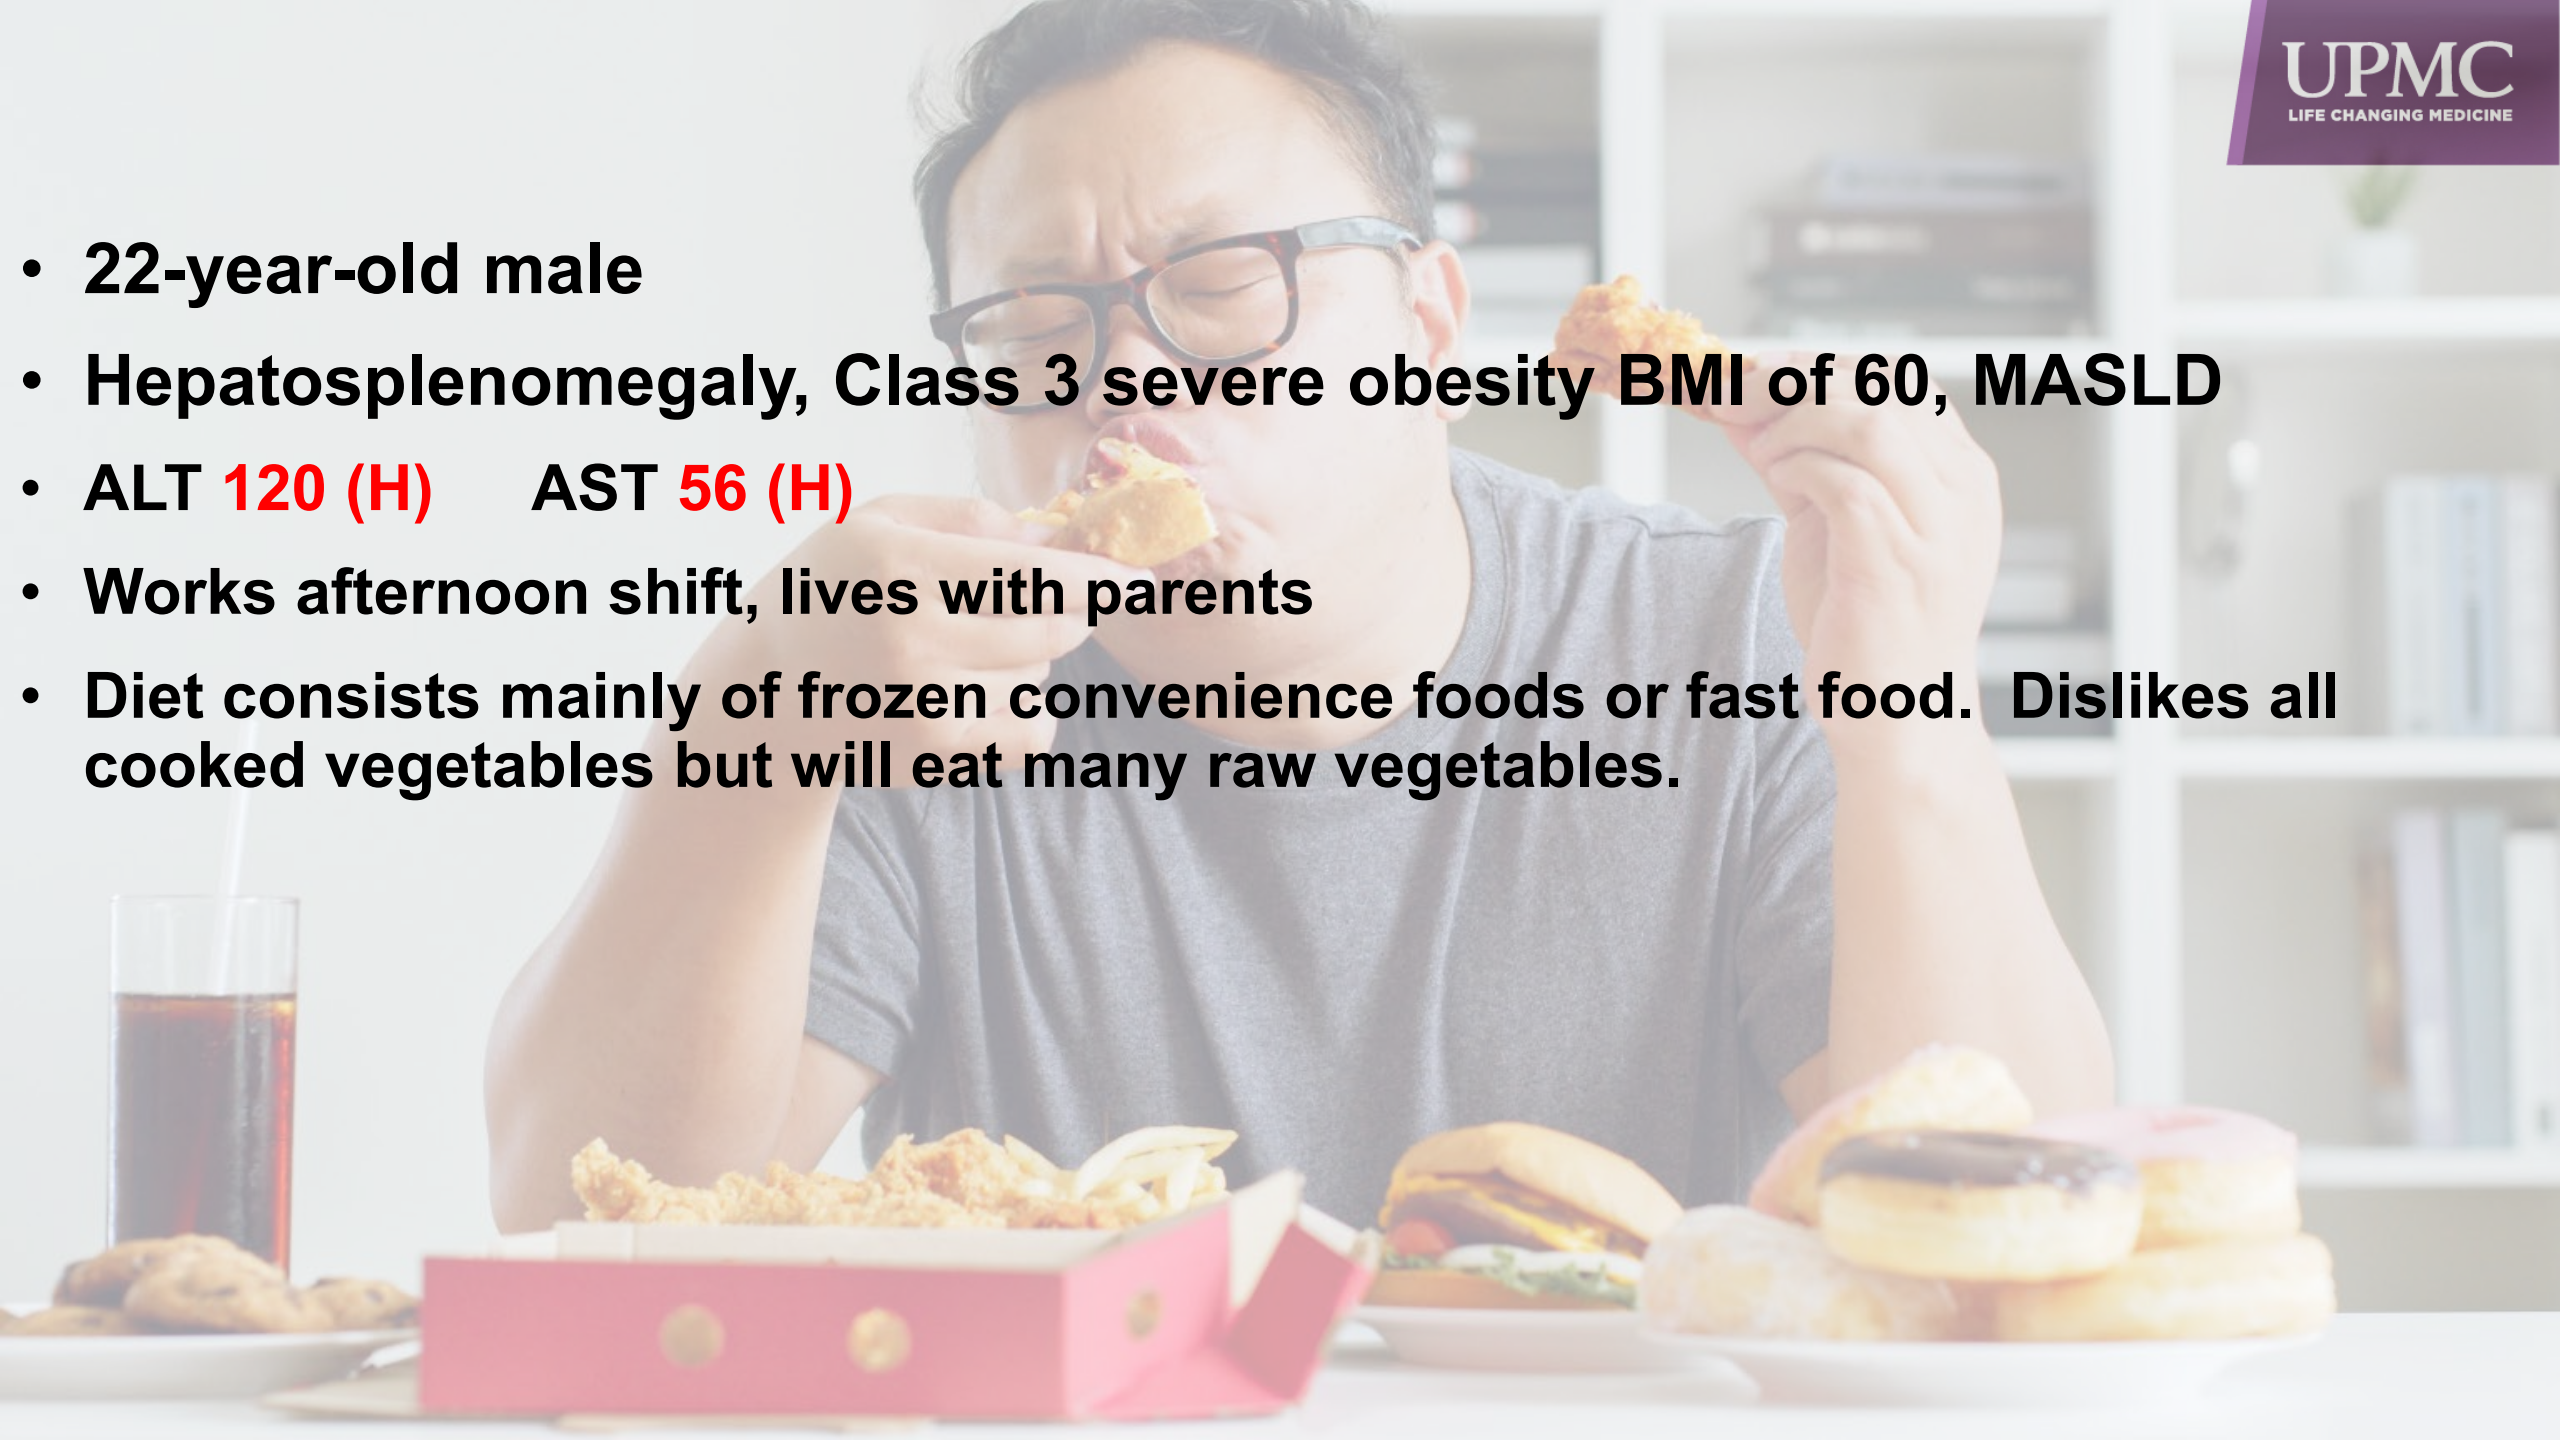 UPMC
LIFE CHANGING MEDICINE
• 22-year-old male
• Hepatosplenomegaly, Class 3 severe obesity BMI of 60, MASLD
• ALT 120 (H) AST 56 (H)
• Works afternoon shift, lives with parents
• Diet consists mainly of frozen convenience foods or fast food. Dislikes all
cooked vegetables but will eat many raw vegetables.